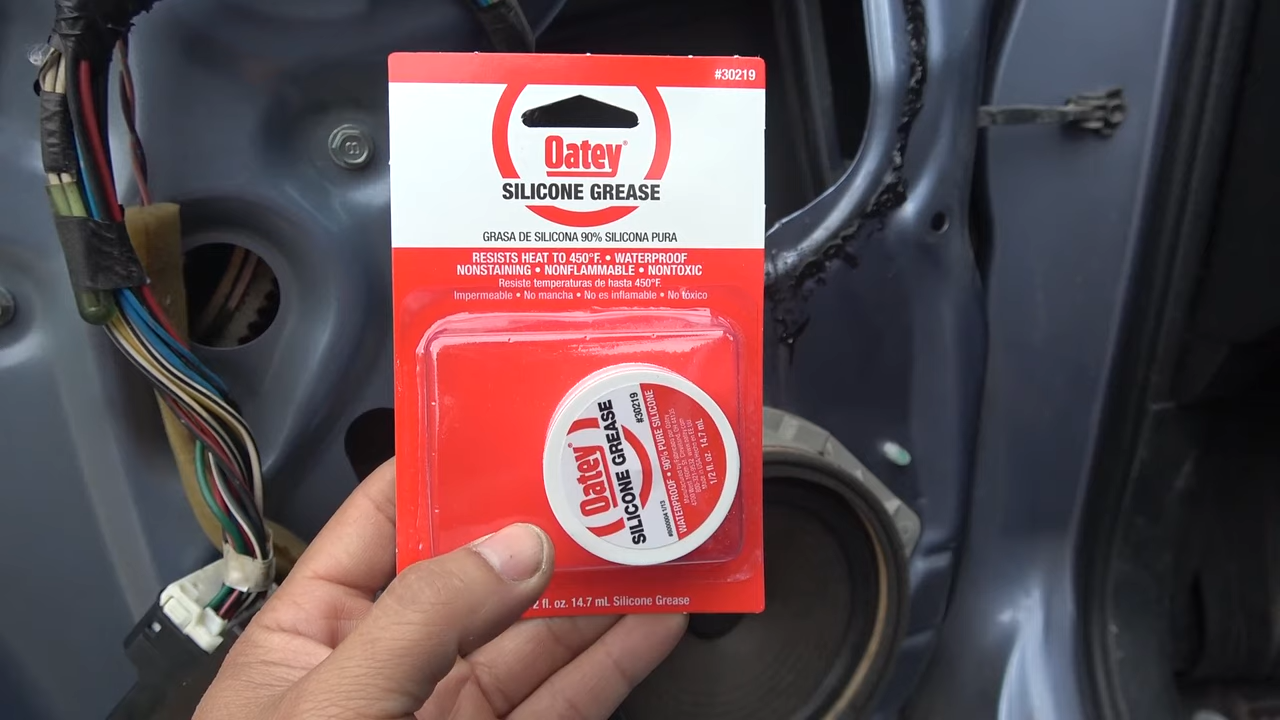 #30219
Oatey®
SILICONE GREASE
GRASA DE SILICONA 90% SILICONA PURA
RESISTS HEAT TO 450°F. • WATERPROOF
NONSTAINING • NONFLAMMABLE • NONTOXIC
Resiste temperaturas de hasta 450°F.
Impermeable • No mancha • No es inflamable • No tóxico
Oatey®
SILICONE GREASE
#30219
WATERPROOF • 90% PURE SILICONE
1/2 fl. oz. 14.7 mL
2 fl. oz. 14.7 mL Silicone Grease
8